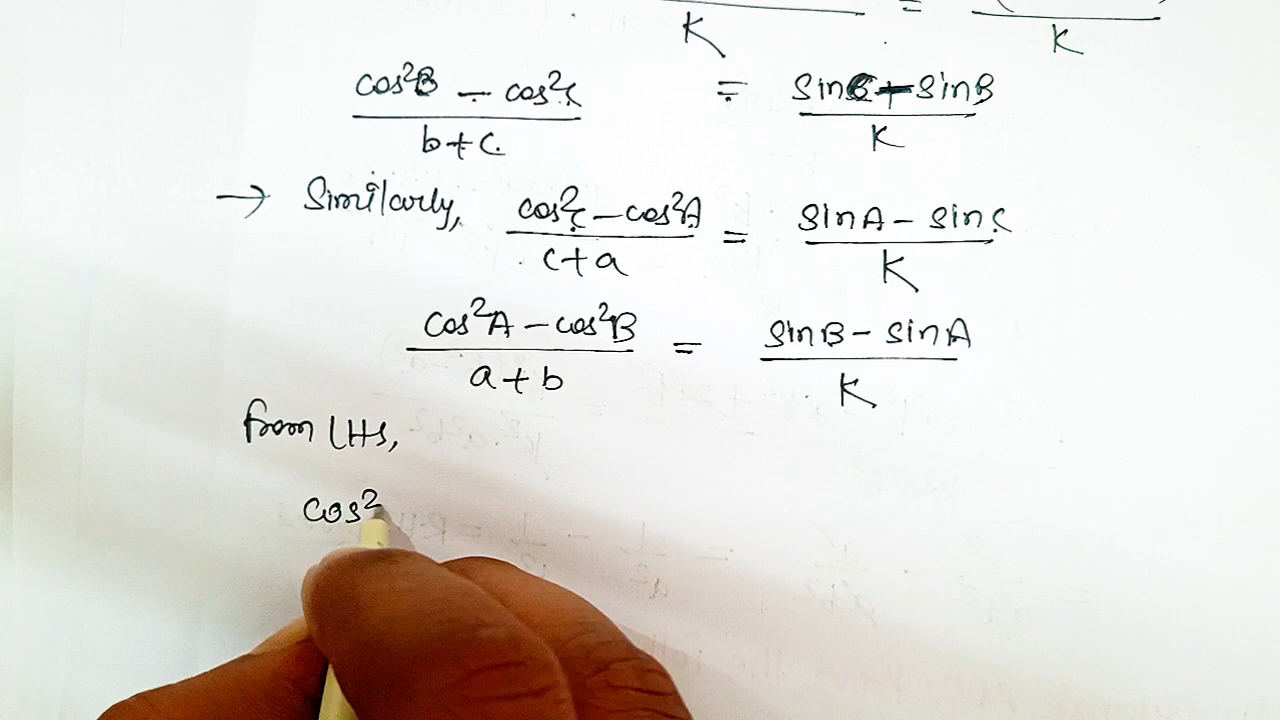 K = K
cos²B - cos²C / b+c. = sinC - sinB / K
→ Similarly, cos²C - cos²A / c+a = sinA - sinC / K
cos²A - cos²B / a+b = sinB - sinA / K
from LHS,
cos²